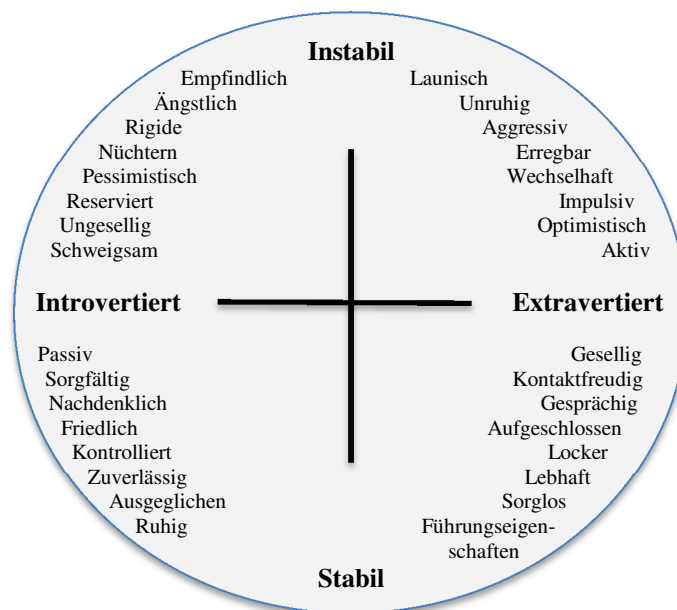 Instabil
Empfindlich
Ängstlich
Rigide
Nüchtern
Pessimistisch
Reserviert
Ungesellig
Schweigsam
Launisch
Unruhig
Aggressiv
Erregbar
Wechselhaft
Impulsiv
Optimistisch
Aktiv
Introvertiert
Extravertiert
Passiv
Sorgfältig
Nachdenklich
Friedlich
Kontrolliert
Zuverlässig
Ausgeglichen
Ruhig
Gesellig
Kontaktfreudig
Gesprächig
Aufgeschlossen
Locker
Lebhaft
Sorglos
Führungseigen-
schaften
Stabil